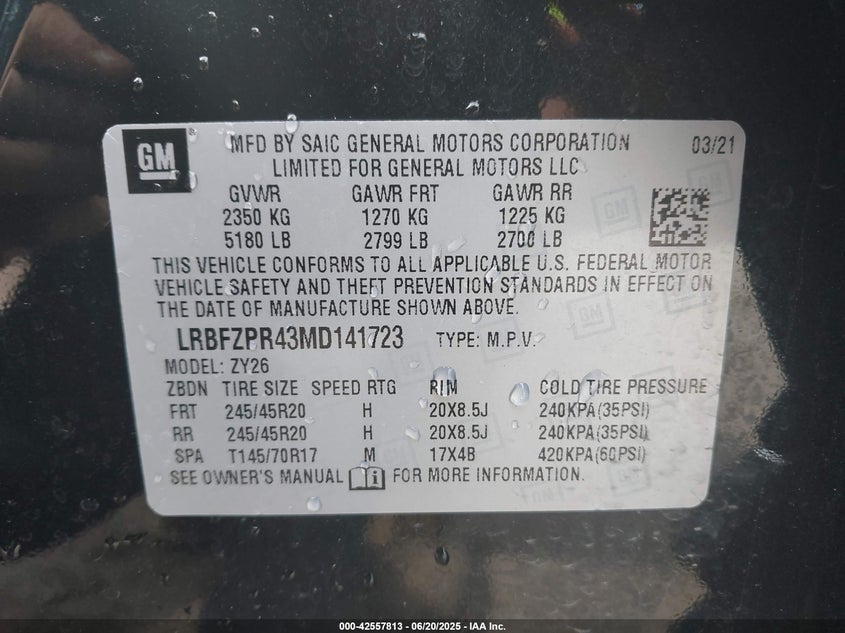 GM
MFD BY SAIC GENERAL MOTORS CORPORATION 03/21
LIMITED FOR GENERAL MOTORS LLC
GVWR GAWR FRT GAWR RR
2350 KG 1270 KG 1225 KG
5180 LB 2799 LB 2700 LB
THIS VEHICLE CONFORMS TO ALL APPLICABLE U.S. FEDERAL MOTOR
VEHICLE SAFETY AND THEFT PREVENTION STANDARDS IN EFFECT ON
THE DATE OF MANUFACTURE SHOWN ABOVE.
LRBFZPR43MD141723 TYPE: M.P.V.
MODEL: ZY26
ZBDN TIRE SIZE SPEED RTG RIM COLD TIRE PRESSURE
FRT 245/45R20 H 20X8.5J 240KPA(35PSI)
RR 245/45R20 H 20X8.5J 240KPA(35PSI)
SPA T145/70R17 M 17X4B 420KPA(60PSI)
SEE OWNER'S MANUAL FOR MORE INFORMATION.
000-42557813 - 06/20/2025 - IAA Inc.